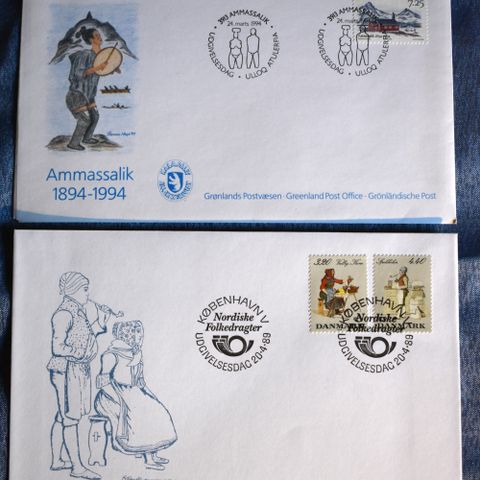 3913 AMMASSALIK
24. marts 1994
UDGIVELSESDAG • ULLOQ ATULERFIA
3913 AMMASSALIK
24. marts 1994
UDGIVELSESDAG • ULLOQ ATULERFIA
7.25
Ammassalik
1894-1994
Grønlands Postvæsen · Greenland Post Office · Grönländische Post
3.20
4.40
KØBENHAVN V
Nordiske
Folkedragter
UDGIVELSESDAG 20-4-89
KØBENHAVN V
Nordiske
Folkedragter
UDGIVELSESDAG 20-4-89
DANMARK
DANMARK